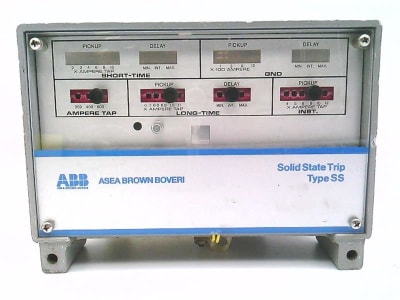 PICKUP DELAY PICKUP DELAY
MIN. INT. MAX. X 100 AMPERE MIN. INT. MAX.
X AMPERE TAP
SHORT-TIME GND
PICKUP DELAY PICKUP
X AMPERE TAP MIN. INT. MAX. X AMPERE TAP
AMPERE TAP LONG-TIME INST.
Solid State Trip
ABB ASEA BROWN BOVERI Type SS